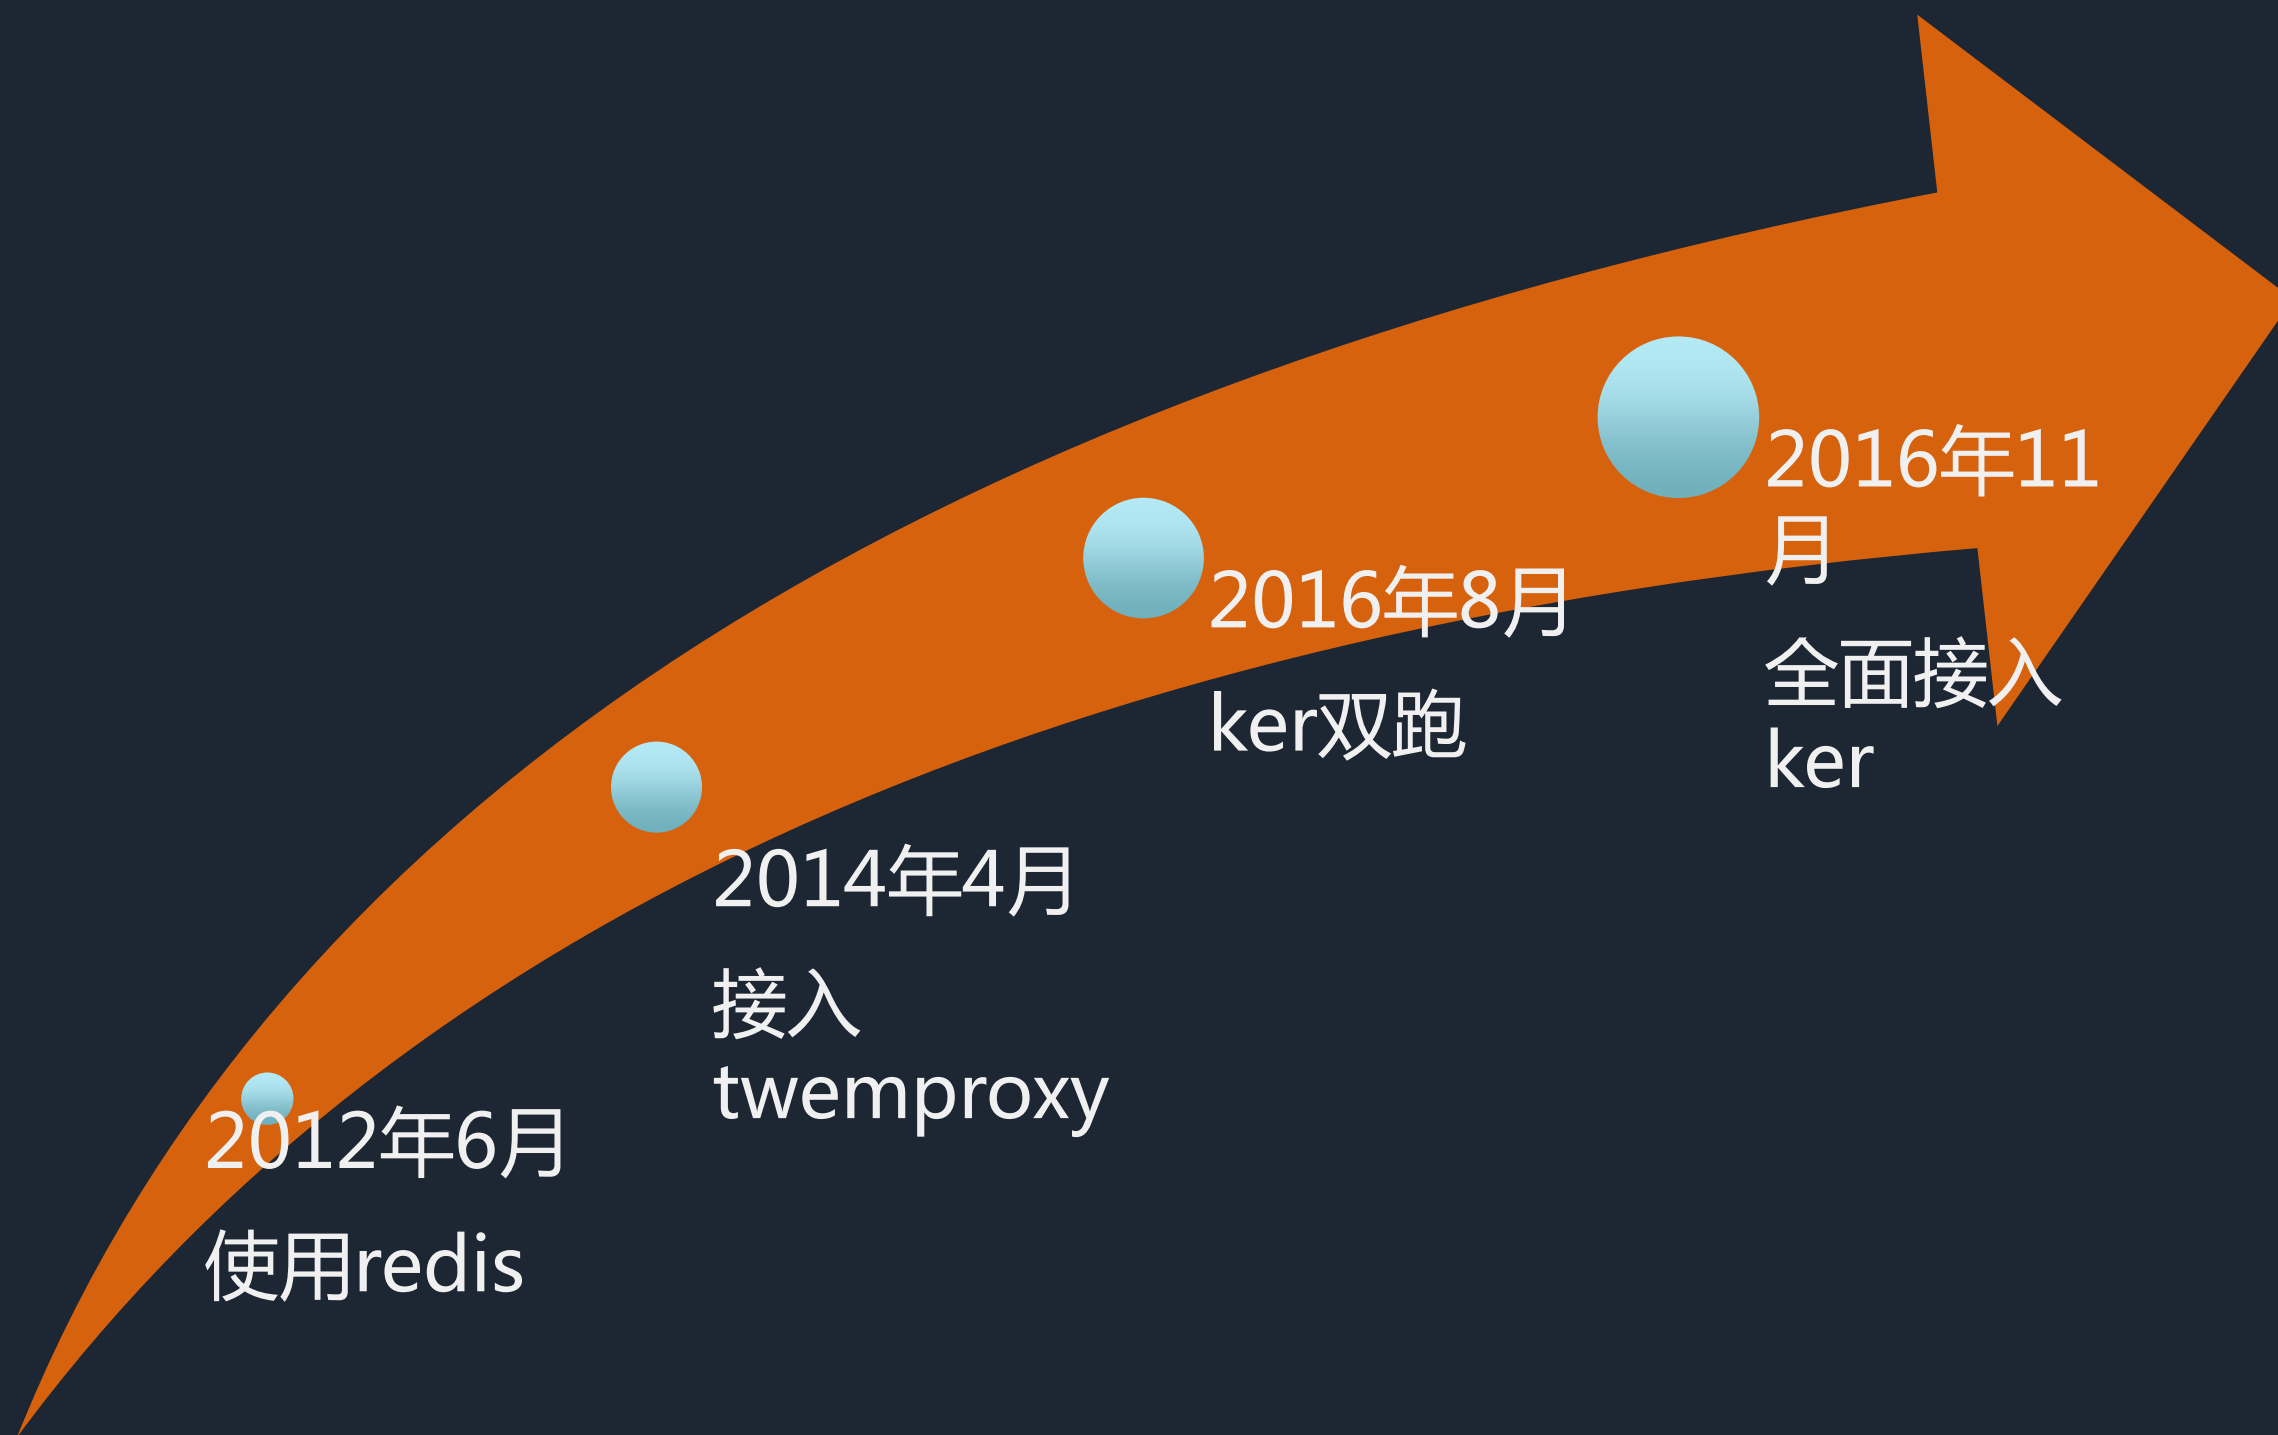 2012年6月
使用redis
2014年4月
接入
twemproxy
2016年8月
ker双跑
2016年11
月
全面接入
ker